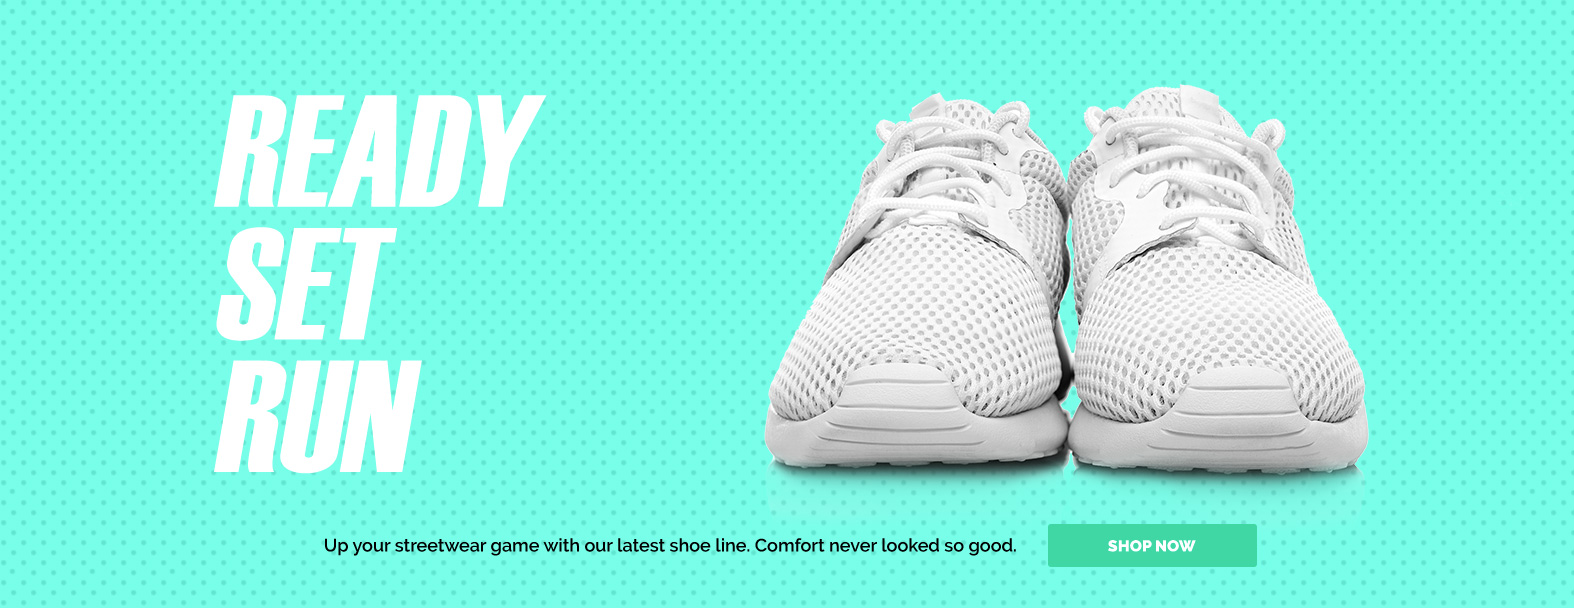 READY
SET
RUN
Up your streetwear game with our latest shoe line. Comfort never looked so good.
SHOP NOW